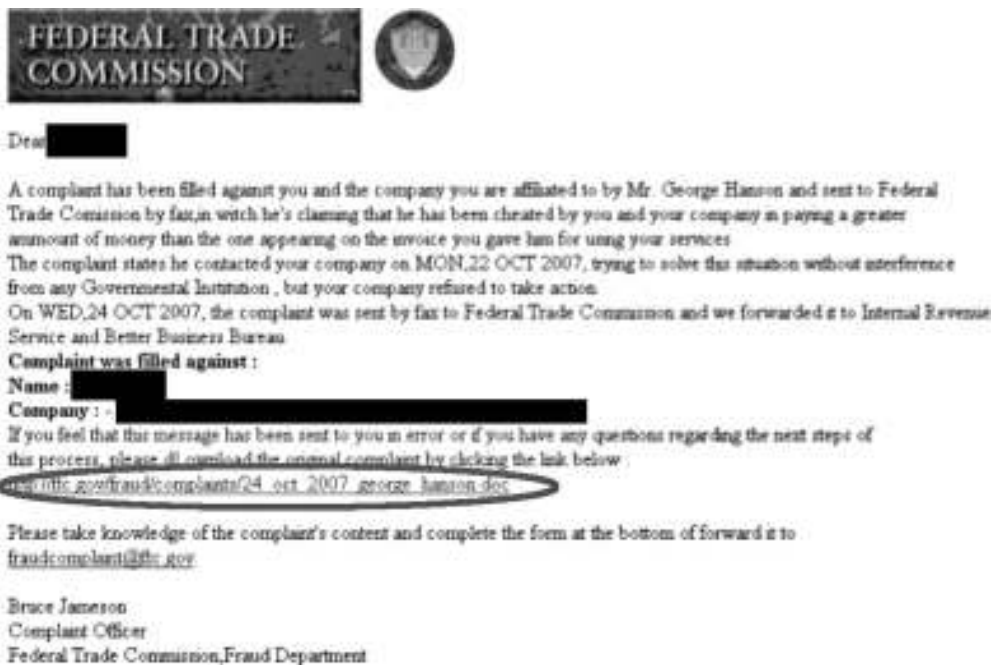 FEDERAL TRADE
COMMISSION
Dear
A complaint has been filled against you and the company you are affiliated to by Mr. George Hanson and sent to Federal
Trade Comission by fax,in witch he's claiming that he has been cheated by you and your company in paying a greater
ammount of money than the one appearing on the invoice you gave him for using your services
The complaint states he contacted your company on MON,22 OCT 2007, trying to solve this situation without interference
from any Governmental Institution , but your company refused to take action
On WED,24 OCT 2007, the complaint was sent by fax to Federal Trade Commission and we forwarded it to Internal Revenue
Service and Better Business Bureau
Complaint was filled against :
Name :
Company : -
If you feel that this message has been sent to you in error or if you have any questions regarding the next steps of
this process, please download the original complaint by clicking the link below :
http://ftc.gov/fraud/complaints/24_oct_2007_george_hanson.doc
Please take knowledge of the complaint's content and complete the form at the bottom of forward it to
fraudcomplaint@ftc.gov
Bruce Jameson
Complaint Officer
Federal Trade Commission,Fraud Department